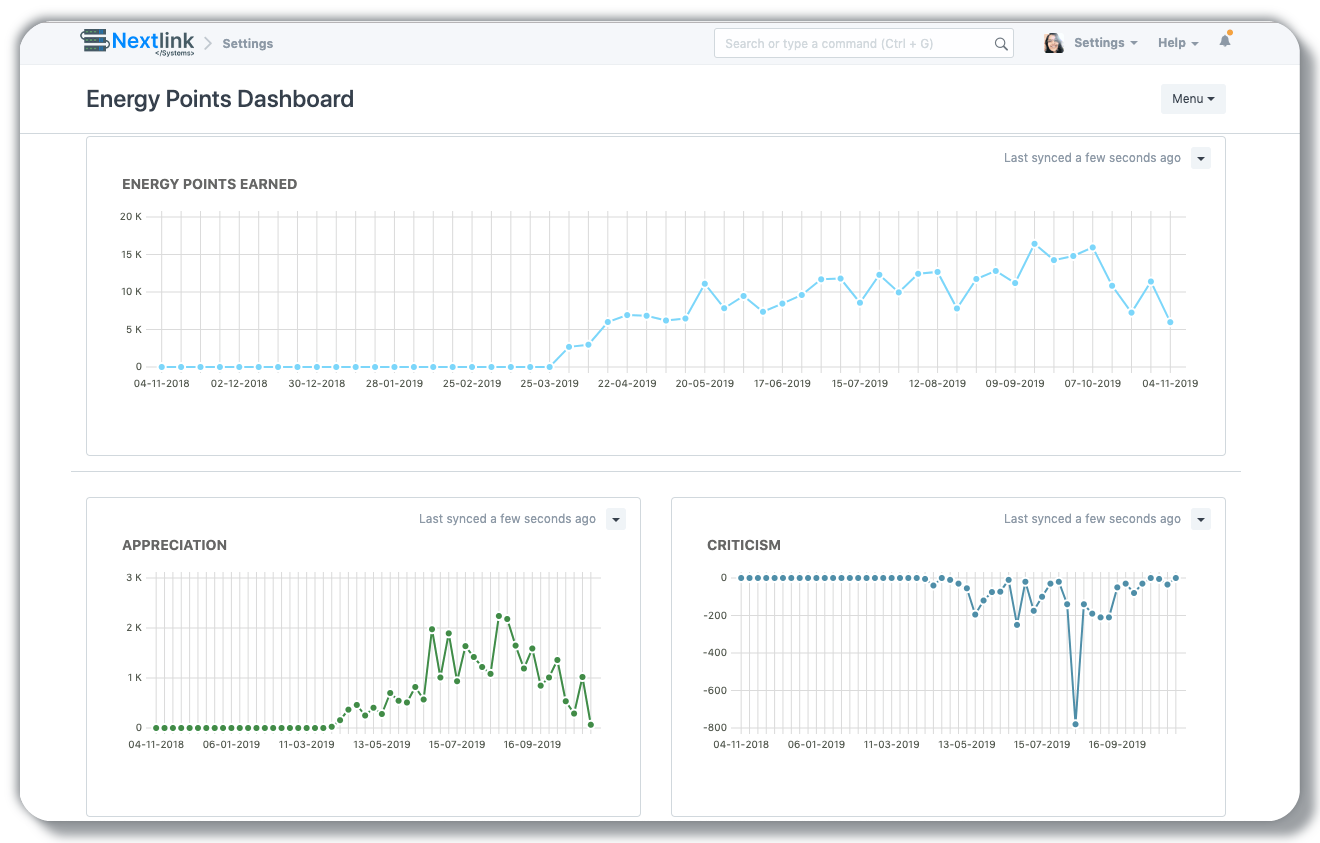 Nextlink
</Systems>
Settings
Search or type a command (Ctrl + G)
Settings
Help
Energy Points Dashboard
Menu
Last synced a few seconds ago
ENERGY POINTS EARNED
20 K
15 K
10 K
5 K
0
04-11-2018 02-12-2018 30-12-2018 28-01-2019 25-02-2019 25-03-2019 22-04-2019 20-05-2019 17-06-2019 15-07-2019 12-08-2019 09-09-2019 07-10-2019 04-11-2019
Last synced a few seconds ago
APPRECIATION
3 K
2 K
1 K
0
04-11-2018 06-01-2019 11-03-2019 13-05-2019 15-07-2019 16-09-2019
Last synced a few seconds ago
CRITICISM
0
-200
-400
-600
-800
04-11-2018 06-01-2019 11-03-2019 13-05-2019 15-07-2019 16-09-2019